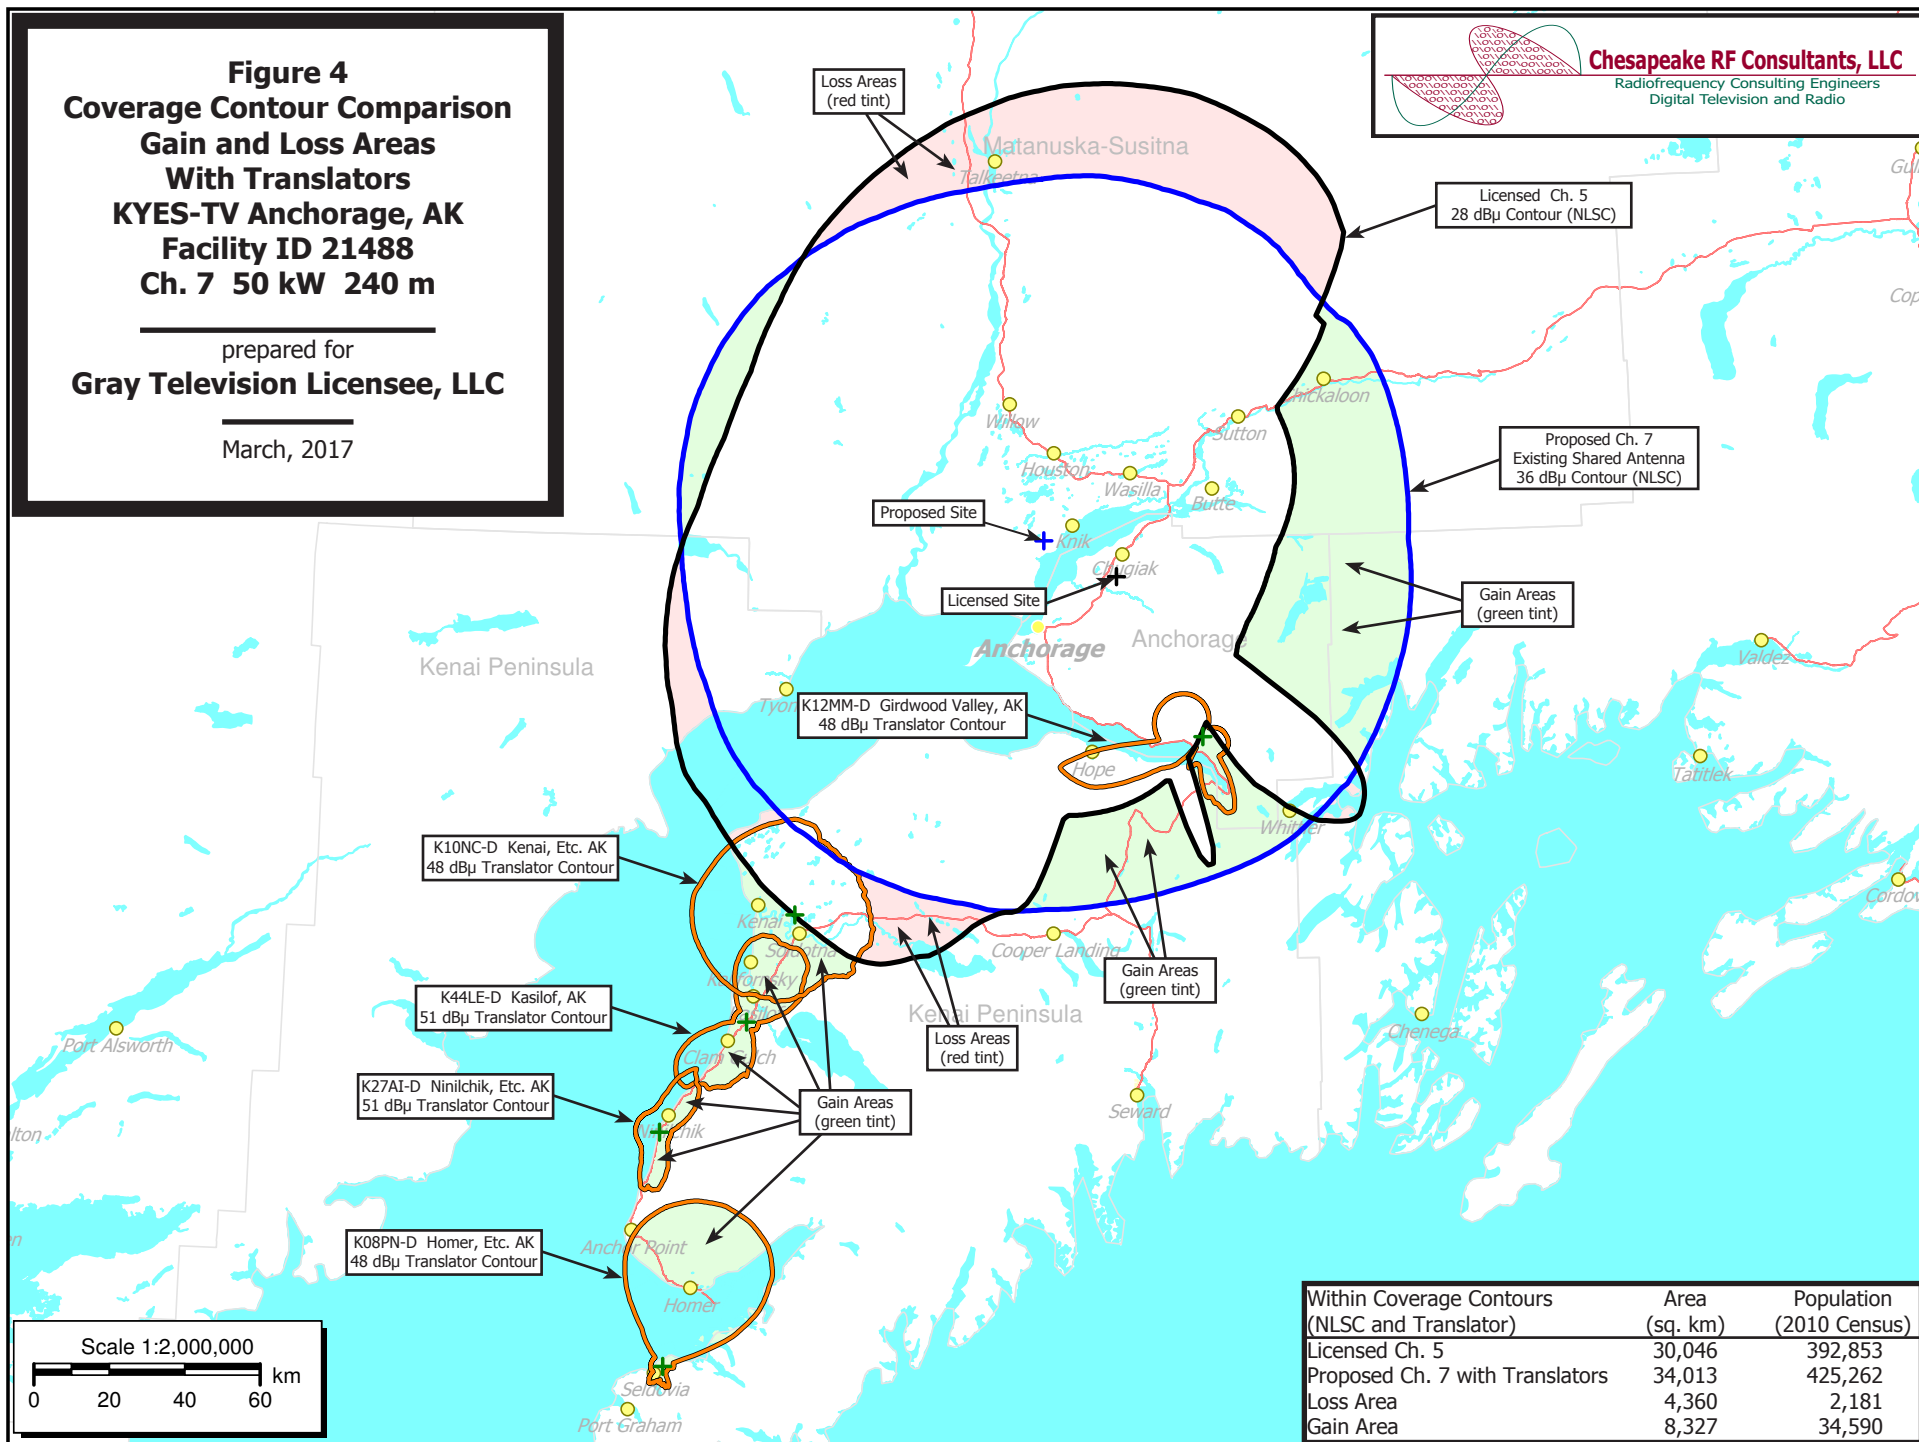 Figure 4
Coverage Contour Comparison
Gain and Loss Areas
With Translators
KYES-TV Anchorage, AK
Facility ID 21488
Ch. 7  50 kW  240 m
prepared for
Gray Television Licensee, LLC
March, 2017
Chesapeake RF Consultants, LLC
Radiofrequency Consulting Engineers
Digital Television and Radio
Loss Areas
(red tint)
Matanuska-Susitna
Talkeetna
Licensed  Ch. 5
28 dBµ Contour (NLSC)
Chickaloon
Willow
Sutton
Houston
Wasilla
Butte
Proposed Ch. 7
Existing Shared Antenna
36 dBµ Contour (NLSC)
Proposed Site
Knik
Chugiak
Licensed Site
Gain Areas
(green tint)
Anchorage
Anchorage
Kenai Peninsula
Valdez
K12MM-D  Girdwood Valley, AK
48 dBµ Translator Contour
Hope
Tatitlek
Whittier
K10NC-D  Kenai, Etc. AK
48 dBµ Translator Contour
Kenai
Soldotna
Cooper Landing
Gain Areas
(green tint)
K44LE-D  Kasilof, AK
51 dBµ Translator Contour
Kenai Peninsula
Chenega
Port Alsworth
Loss Areas
(red tint)
Clam Gulch
K27AI-D  Ninilchik, Etc. AK
51 dBµ Translator Contour
Gain Areas
(green tint)
Seward
Ninilchik
K08PN-D  Homer, Etc. AK
48 dBµ Translator Contour
Anchor Point
Homer
Seldovia
Port Graham
Scale 1:2,000,000
km
0 20 40 60
Within Coverage Contours Area Population
(NLSC and Translator) (sq. km) (2010 Census)
Licensed Ch. 5 30,046 392,853
Proposed Ch. 7 with Translators 34,013 425,262
Loss Area 4,360 2,181
Gain Area 8,327 34,590